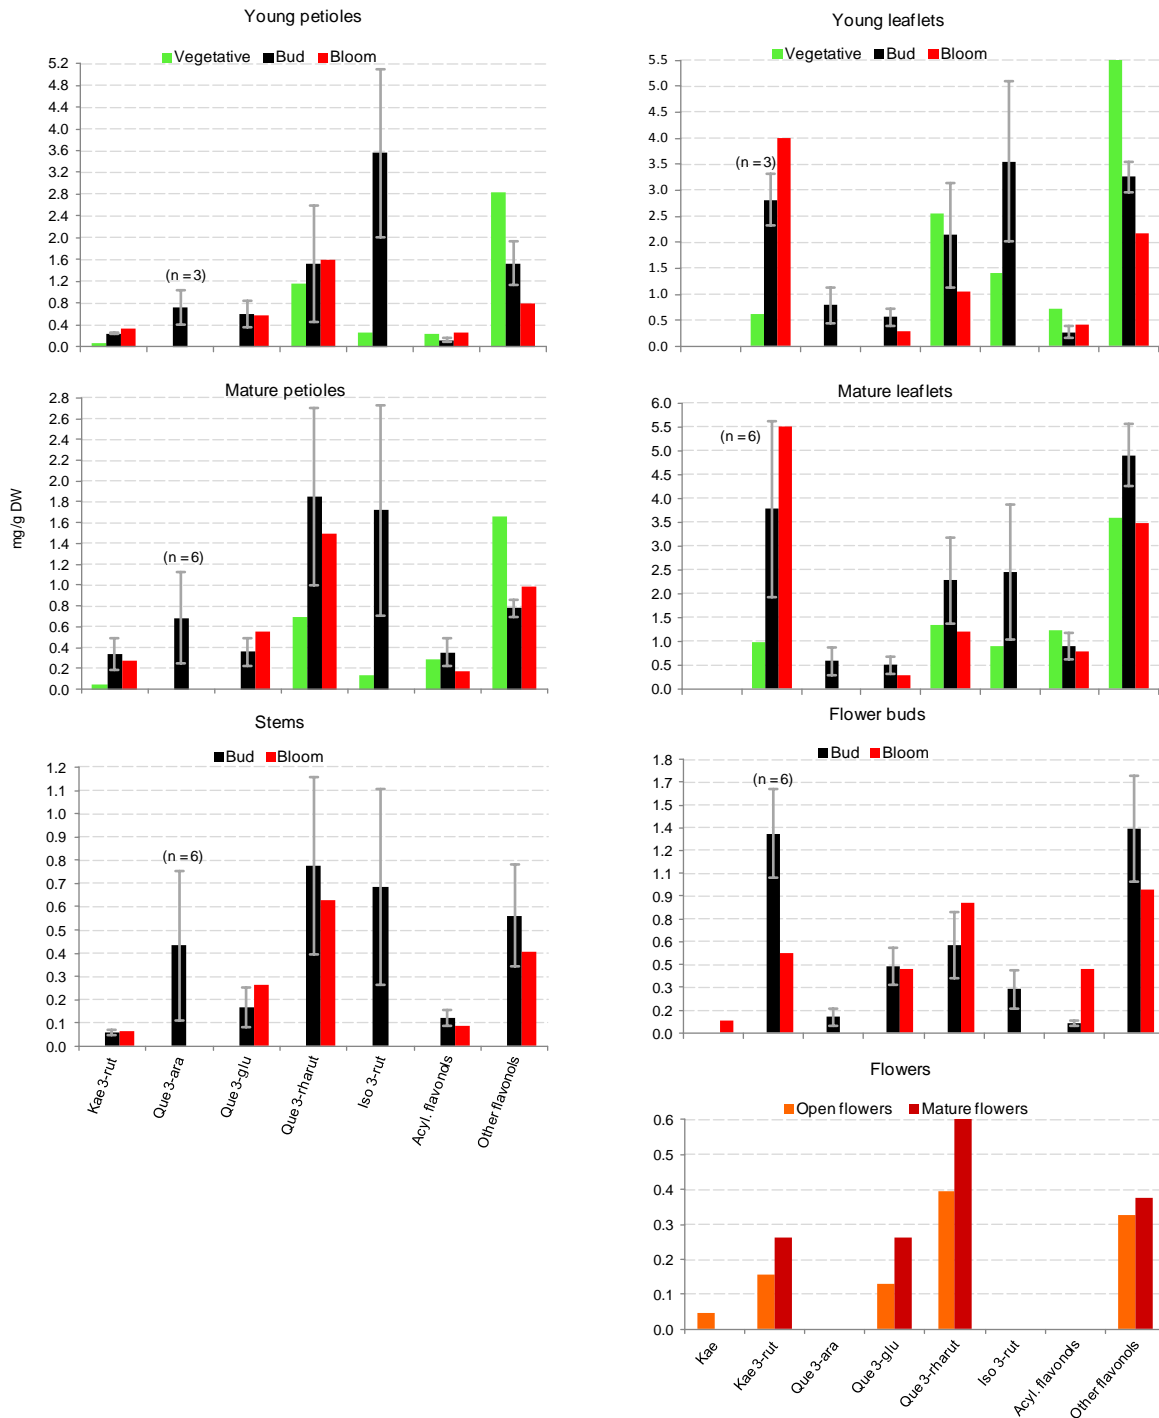 Young petioles
Vegetative Bud Bloom
5.2
4.8
4.4
4.0
3.6
3.2
2.8
2.4
2.0
1.6
1.2
0.8
0.4
0.0
(n = 3)
Young leaflets
Vegetative Bud Bloom
5.5
5.0
4.5
4.0
3.5
3.0
2.5
2.0
1.5
1.0
0.5
0.0
(n = 3)
Mature petioles
2.8
2.6
2.4
2.2
2.0
1.8
1.6
1.4
1.2
1.0
0.8
0.6
0.4
0.2
0.0
(n = 6)
mg/g DW
Mature leaflets
6.0
5.5
5.0
4.5
4.0
3.5
3.0
2.5
2.0
1.5
1.0
0.5
0.0
(n = 6)
Stems
Bud Bloom
1.2
1.1
1.0
0.9
0.8
0.7
0.6
0.5
0.4
0.3
0.2
0.1
0.0
(n = 6)
Kae 3-rut
Que 3-ara
Que 3-glu
Que 3-rharut
Iso 3-rut
Acyl. flavonols
Other flavonols
Flower buds
Bud Bloom
1.8
1.7
1.5
1.4
1.2
1.1
0.9
0.8
0.6
0.5
0.3
0.2
0.0
(n = 6)
Flowers
Open flowers Mature flowers
0.6
0.5
0.4
0.3
0.2
0.1
0.0
Kae
Kae 3-rut
Que 3-ara
Que 3-glu
Que 3-rharut
Iso 3-rut
Acyl. flavonols
Other flavonols